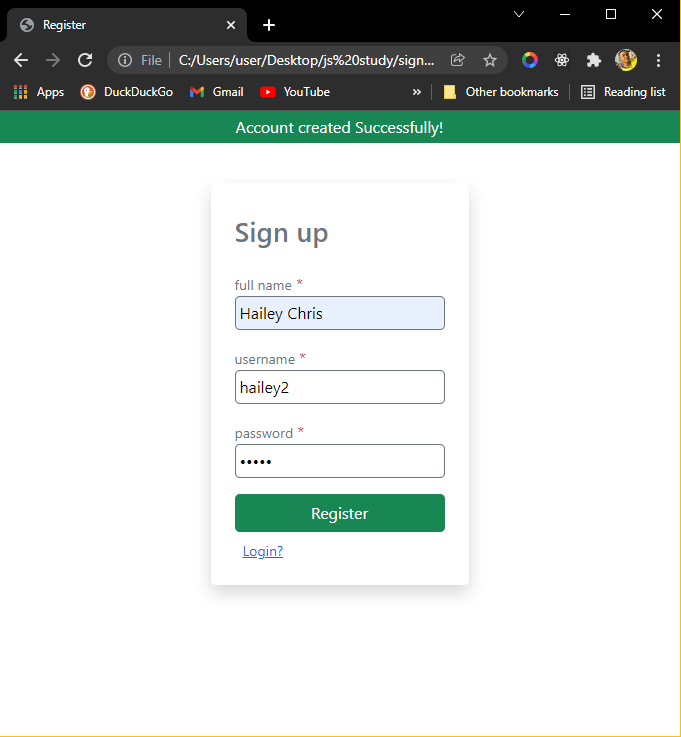 Register
File C:/Users/user/Desktop/js%20study/sign...
Apps DuckDuckGo Gmail YouTube » Other bookmarks Reading list
Account created Successfully!
Sign up
full name *
Hailey Chris
username *
hailey2
password *
•••••
Register
Login?